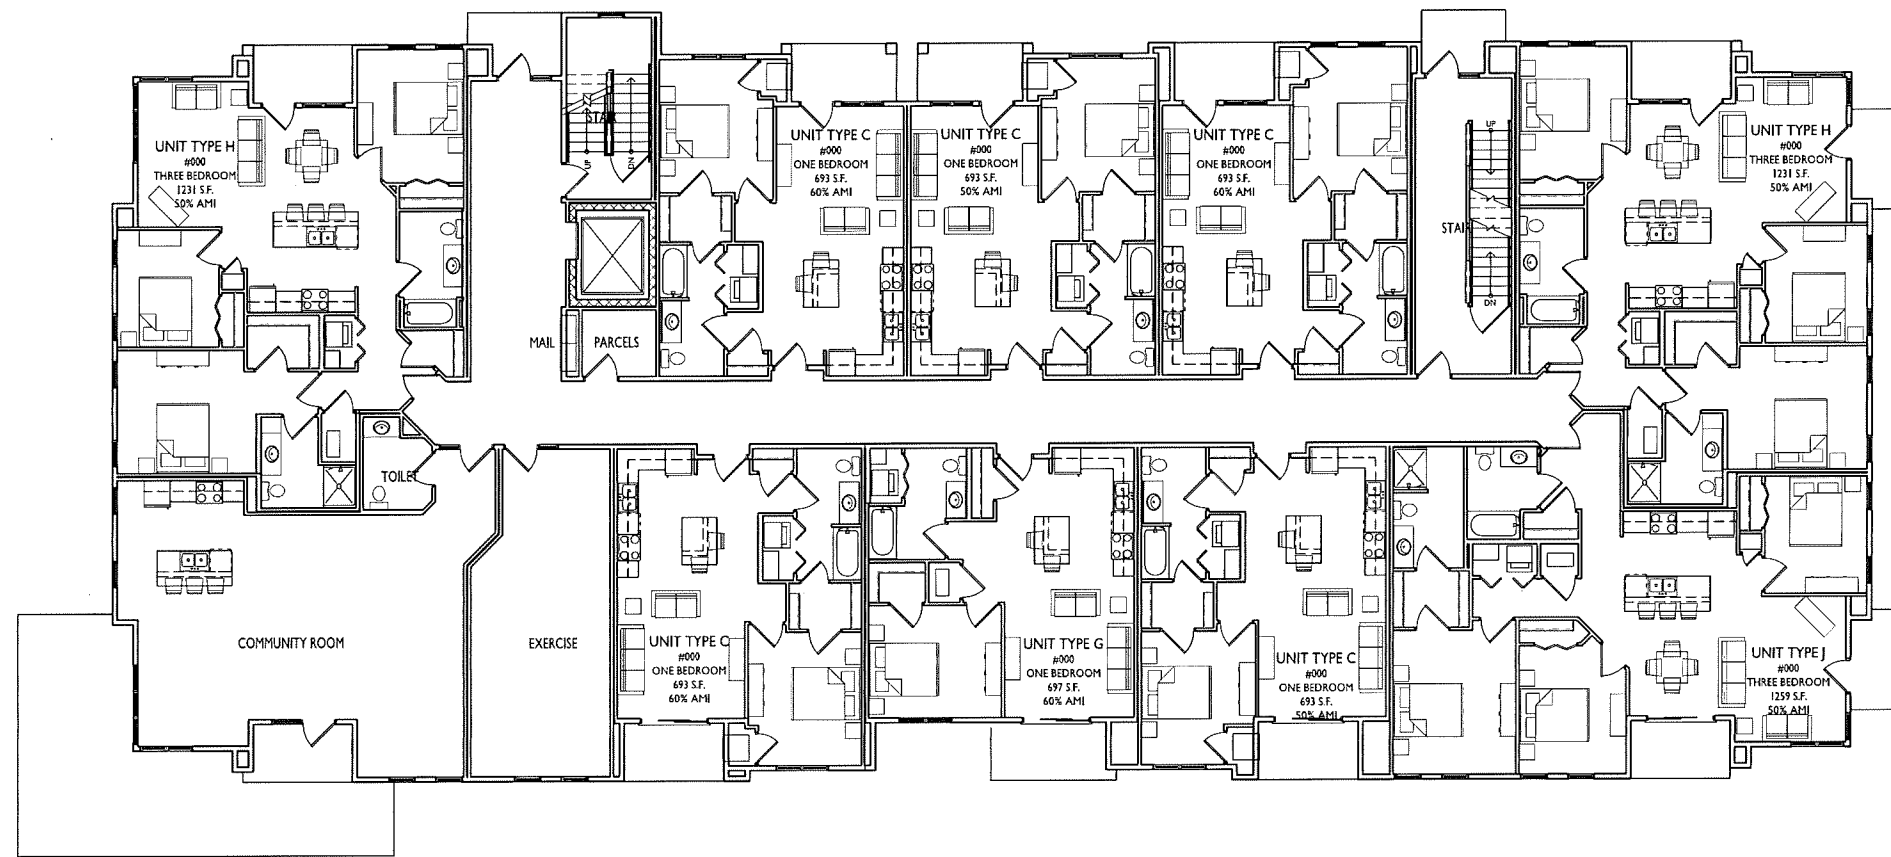 UNIT TYPE H
#000
THREE BEDROOM
1231 S.F.
50% AMI
STAIR
UP
DN
UNIT TYPE C
#000
ONE BEDROOM
693 S.F.
60% AMI
UNIT TYPE C
#000
ONE BEDROOM
693 S.F.
50% AMI
UNIT TYPE C
#000
ONE BEDROOM
693 S.F.
60% AMI
UP
STAIR
DN
UNIT TYPE H
#000
THREE BEDROOM
1231 S.F.
50% AMI
MAIL
PARCELS
TOILET
COMMUNITY ROOM
EXERCISE
UNIT TYPE C
#000
ONE BEDROOM
693 S.F.
60% AMI
UNIT TYPE G
#000
ONE BEDROOM
697 S.F.
60% AMI
UNIT TYPE C
#000
ONE BEDROOM
693 S.F.
50% AMI
UNIT TYPE J
#000
THREE BEDROOM
1259 S.F.
50% AMI